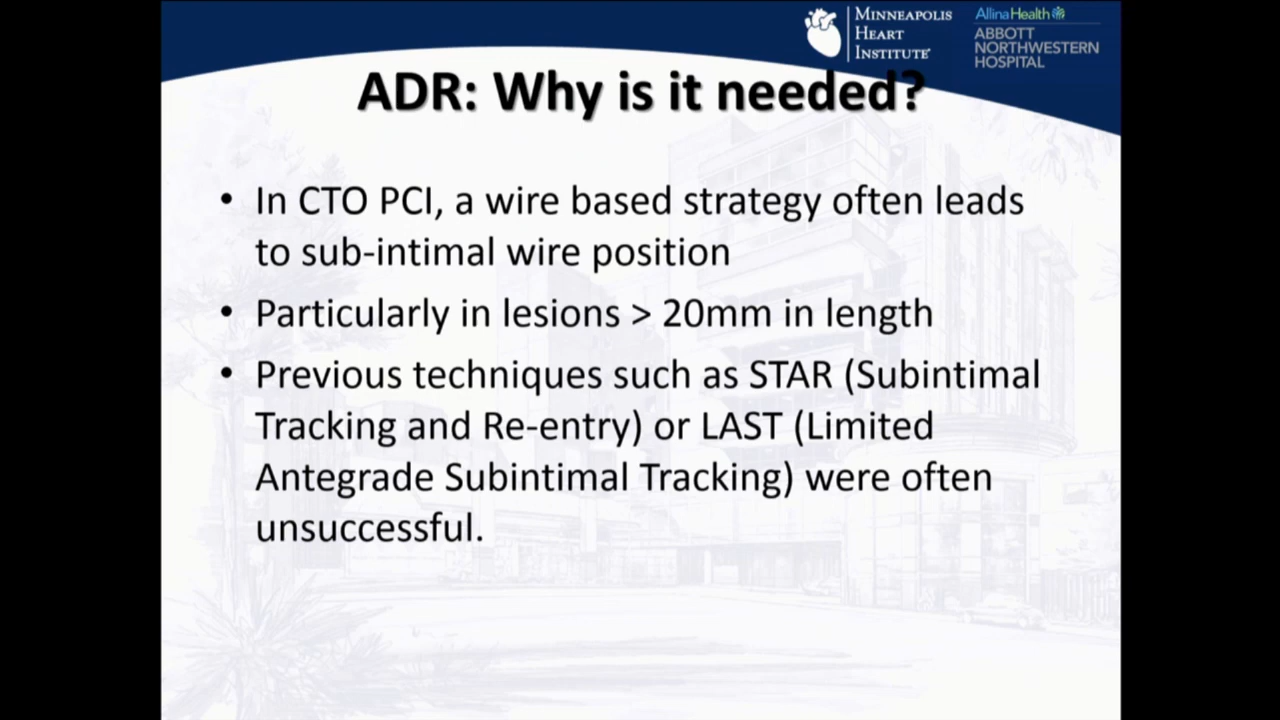 MINNEAPOLIS
HEART
INSTITUTE
AllinaHealth
ABBOTT
NORTHWESTERN
HOSPITAL
ADR: Why is it needed?
• In CTO PCI, a wire based strategy often leads
to sub-intimal wire position
• Particularly in lesions > 20mm in length
• Previous techniques such as STAR (Subintimal
Tracking and Re-entry) or LAST (Limited
Antegrade Subintimal Tracking) were often
unsuccessful.